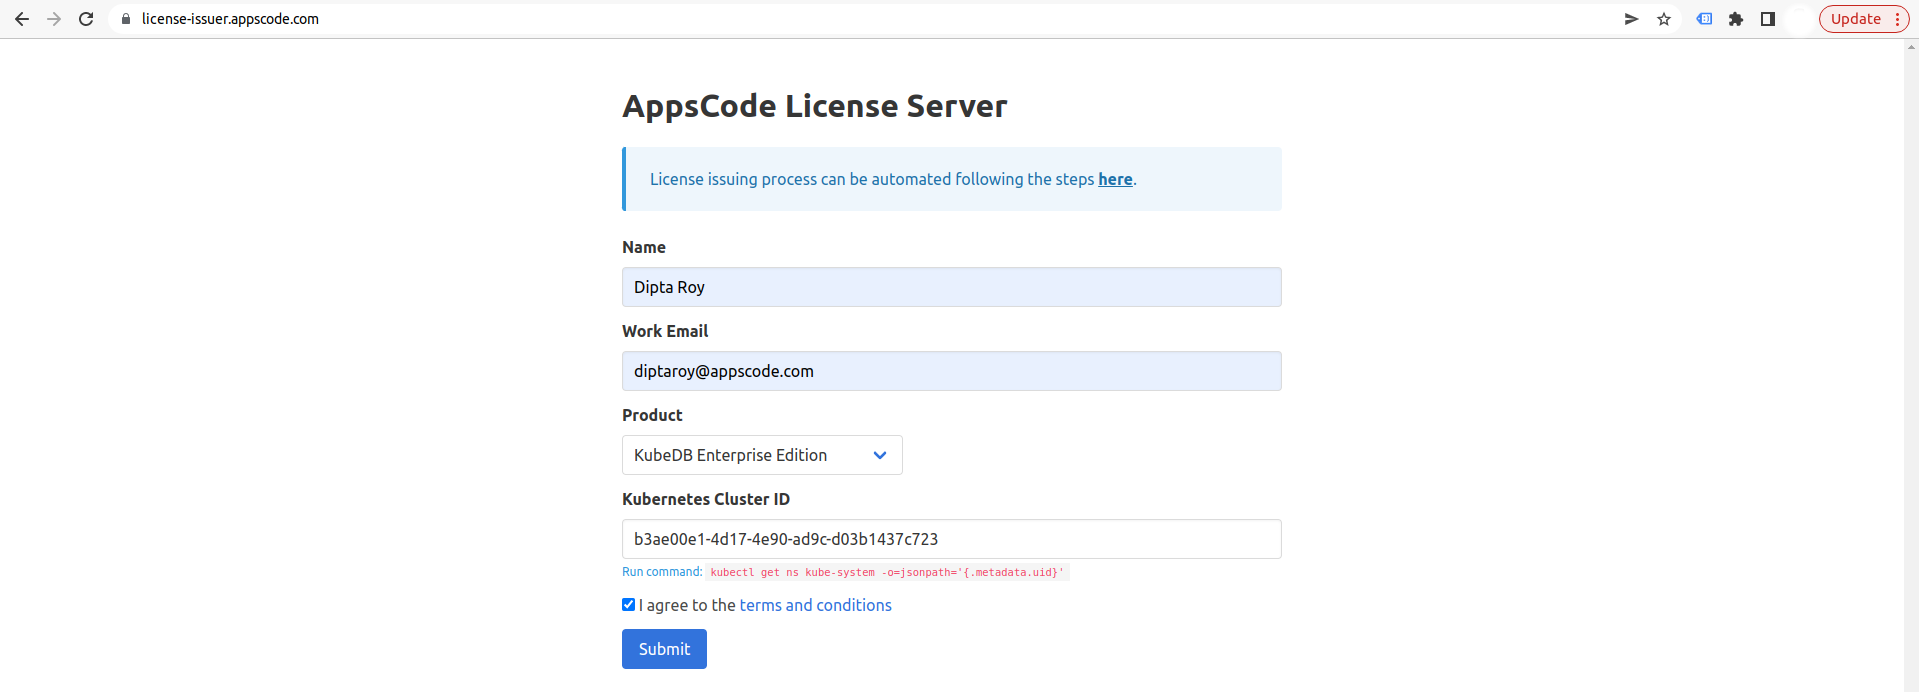 license-issuer.appscode.com
Update
AppsCode License Server
License issuing process can be automated following the steps here.
Name
Dipta Roy
Work Email
diptaroy@appscode.com
Product
KubeDB Enterprise Edition
Kubernetes Cluster ID
b3ae00e1-4d17-4e90-ad9c-d03b1437c723
Run command: kubectl get ns kube-system -o=jsonpath='{.metadata.uid}'
I agree to the terms and conditions
Submit